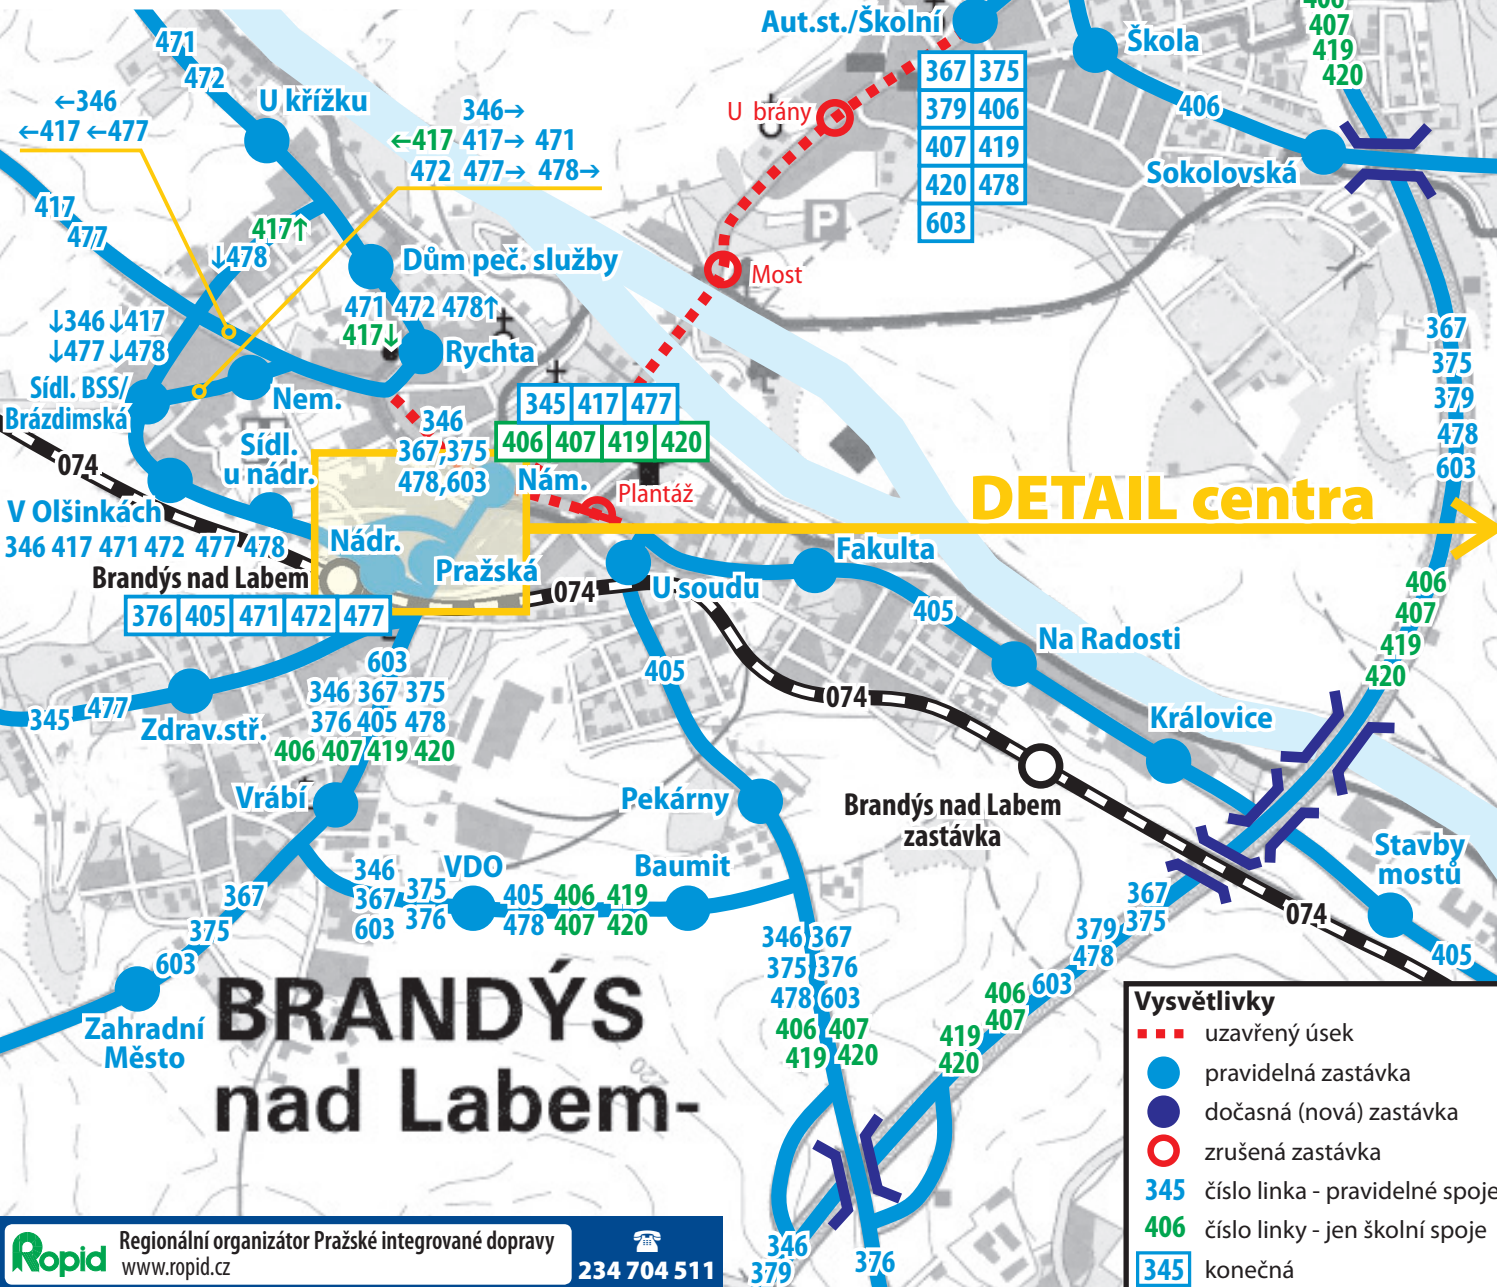 406
407
419
420
Aut.st./Školní
Škola
471
472
U křížku
←346
←417 ←477
346→
←417 417→ 471
472 477→ 478→
U brány
367 375
379 406
407 419
420 478
603
406
Sokolovská
P
417
477
417↑
↓478
Dům peč. služby
Most
471 472 478↑
417↓
Rychta
↓346 ↓417
↓477 ↓478
Sídl. BSS/
Brázdimská
Nem.
367
375
379
478
603
345 417 477
406 407 419 420
346
367,375
478,603
Nám.
Plantáž
DETAIL centra
074
Sídl.
u nádr.
V Olšinkách
346 417 471 472 477 478
Nádr.
Pražská
Brandýs nad Labem
376 405 471 472 477
074
U soudu
Fakulta
405
Na Radosti
406
407
419
420
603
346 367 375
376 405 478
406 407 419 420
345 477
Zdrav.stř.
405
074
Královice
Vrábí
Pekárny
Brandýs nad Labem
zastávka
Stavby
mostů
346
367
603
375
376
VDO
405
478
406 419
407 420
Baumit
367
375
603
Zahradní
Město
BRANDÝS
nad Labem-
346 367
375 376
478 603
406 407
419 420
367
375
379
478
603
406
407
419
420
074
405
346
379
376
Vysvětlivky
uzavřený úsek
pravidelná zastávka
dočasná (nová) zastávka
zrušená zastávka
345 číslo linka - pravidelné spoje
406 číslo linky - jen školní spoje
345 konečná
Ropid
Regionální organizátor Pražské integrované dopravy
www.ropid.cz
234 704 511